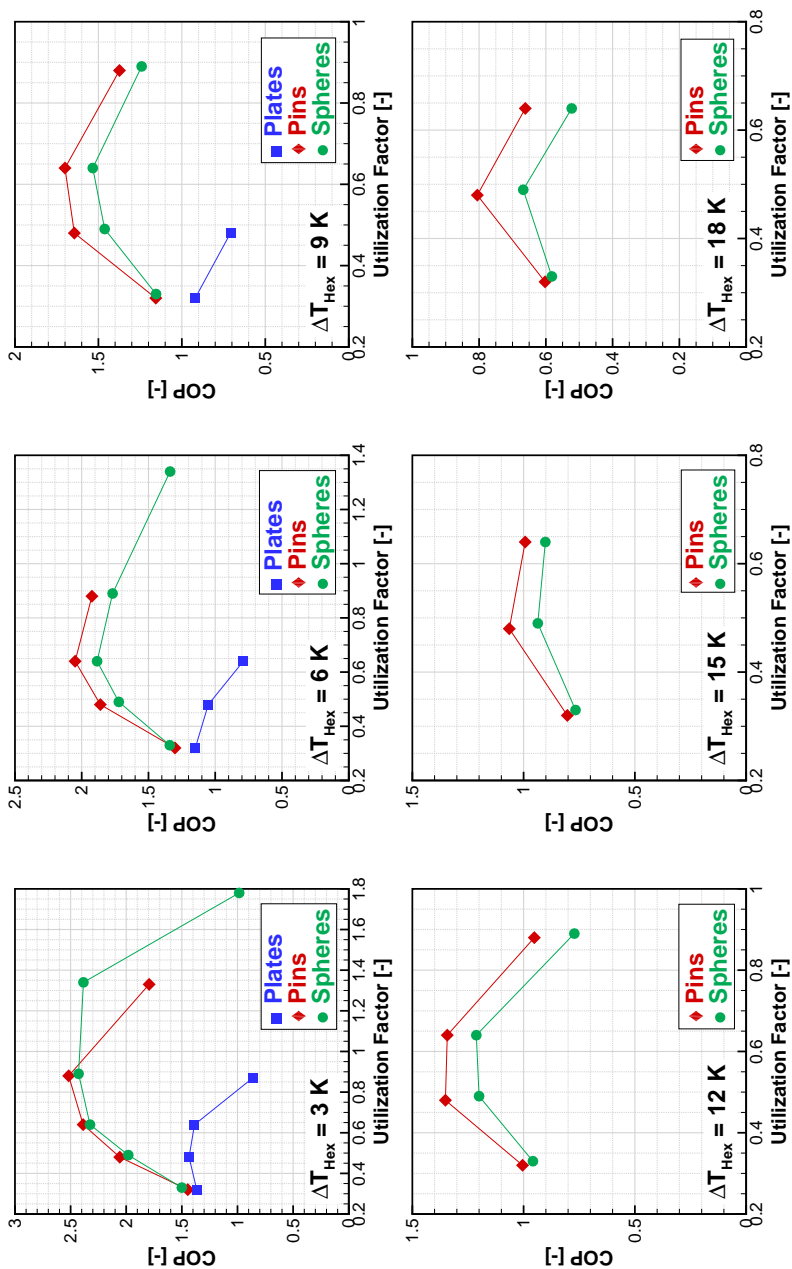 3
2.5
2
1.5
1
0.5
0
COP [-]
Plates
Pins
Spheres
ΔT_Hex = 3 K
0.2 0.4 0.6 0.8 1 1.2 1.4 1.6 1.8
Utilization Factor [-]
2.5
2
1.5
1
0.5
0
COP [-]
Plates
Pins
Spheres
ΔT_Hex = 6 K
0.2 0.4 0.6 0.8 1 1.2 1.4
Utilization Factor [-]
2
1.5
1
0.5
0
COP [-]
Plates
Pins
Spheres
ΔT_Hex = 9 K
0.2 0.4 0.6 0.8 1
Utilization Factor [-]
1.5
1
0.5
0
COP [-]
Pins
Spheres
ΔT_Hex = 12 K
0.2 0.4 0.6 0.8 1
Utilization Factor [-]
1.5
1
0.5
0
COP [-]
Pins
Spheres
ΔT_Hex = 15 K
0.2 0.4 0.6 0.8
Utilization Factor [-]
1
0.8
0.6
0.4
0.2
0
COP [-]
Pins
Spheres
ΔT_Hex = 18 K
0.2 0.4 0.6 0.8
Utilization Factor [-]